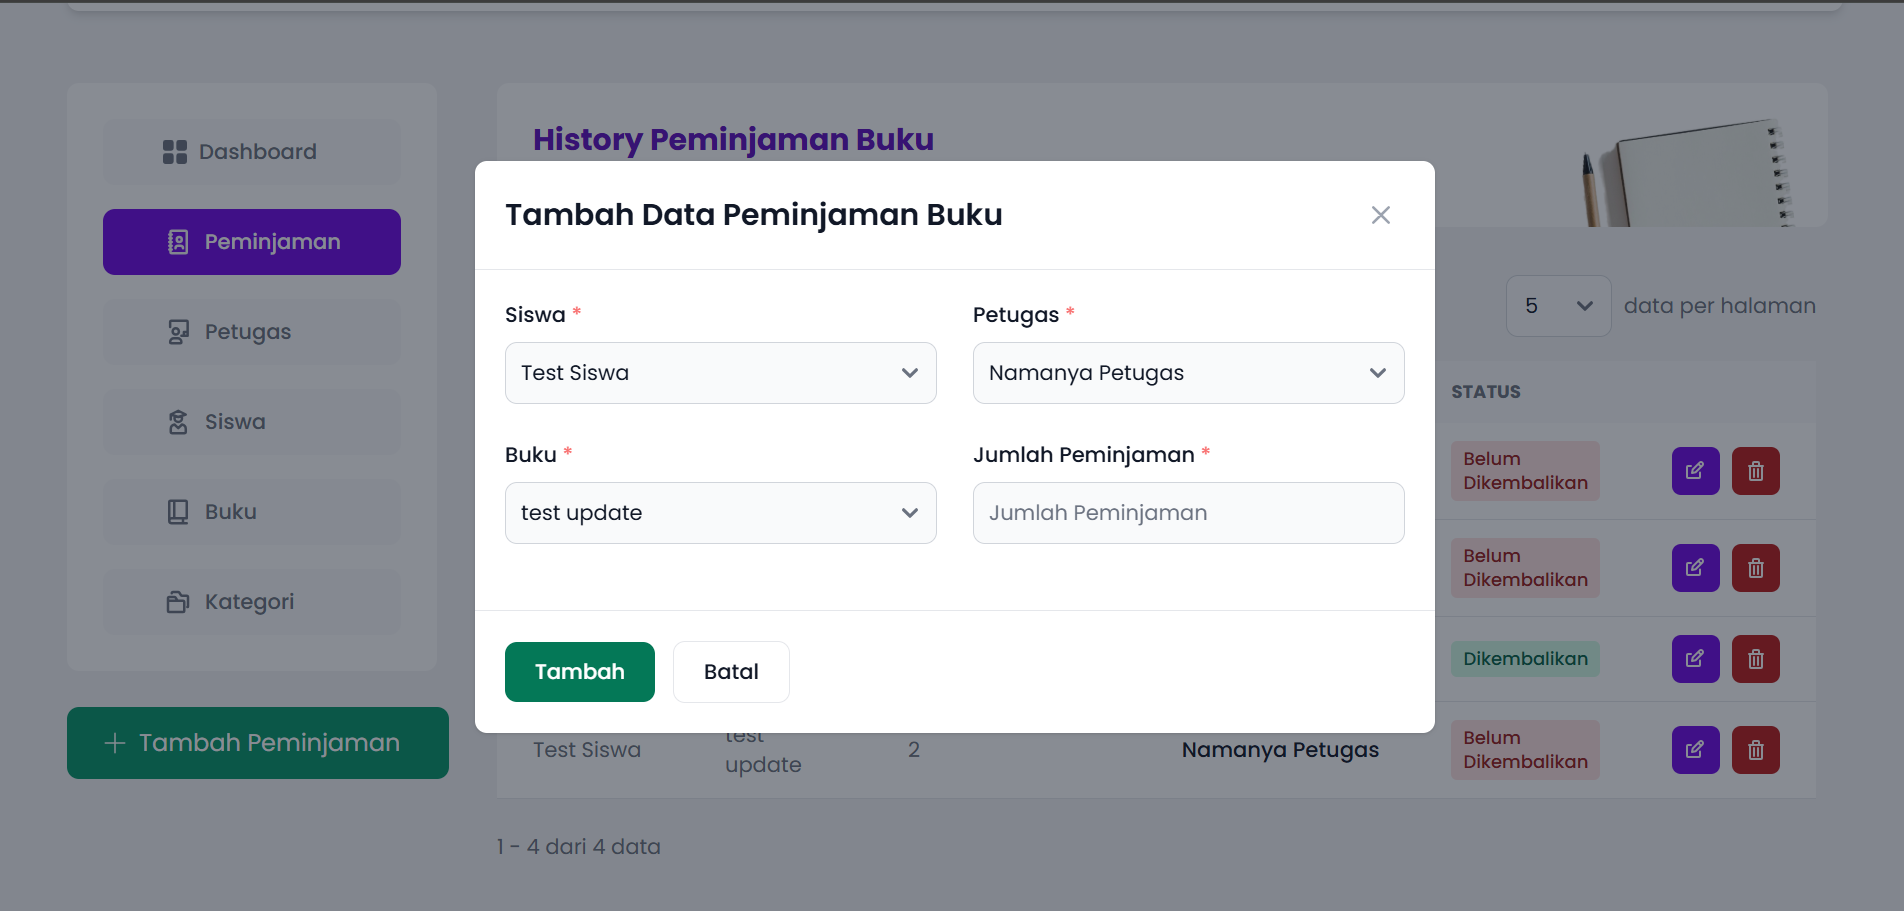 Dashboard
Peminjaman
Petugas
Siswa
Buku
Kategori
Tambah Peminjaman
History Peminjaman Buku
Tambah Data Peminjaman Buku
Siswa *
Petugas *
Test Siswa
Namanya Petugas
Buku *
Jumlah Peminjaman *
test update
Jumlah Peminjaman
Tambah
Batal
5
data per halaman
STATUS
Belum
Dikembalikan
Belum
Dikembalikan
Dikembalikan
Test Siswa
test
update
2
Namanya Petugas
Belum
Dikembalikan
1 - 4 dari 4 data